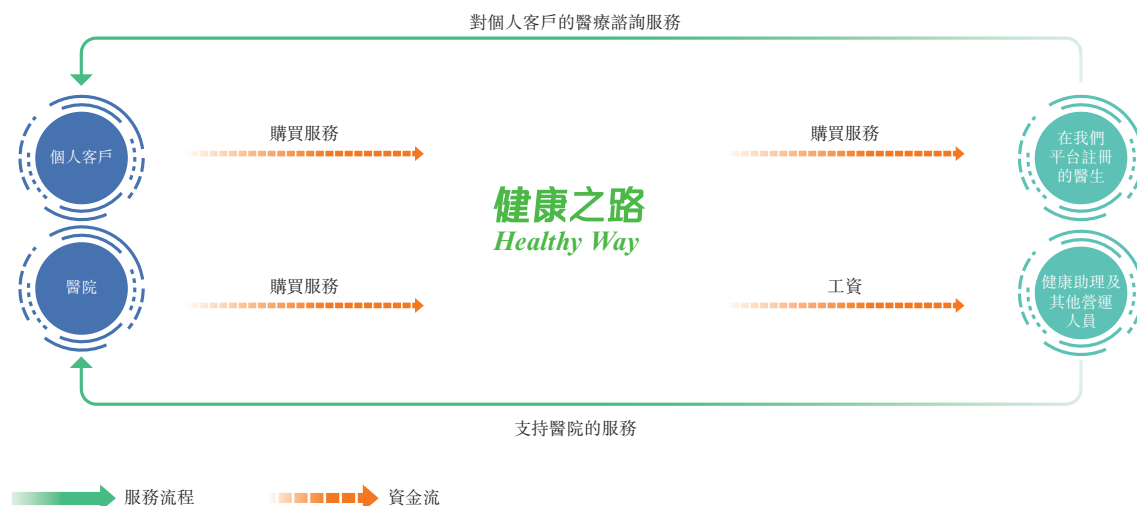 對個人客戶的醫療諮詢服務
個人客戶
購買服務
購買服務
在我們
平台註冊
的醫生
健康之路
Healthy Way
醫院
購買服務
工資
健康助理及
其他營運
人員
支持醫院的服務
服務流程
資金流